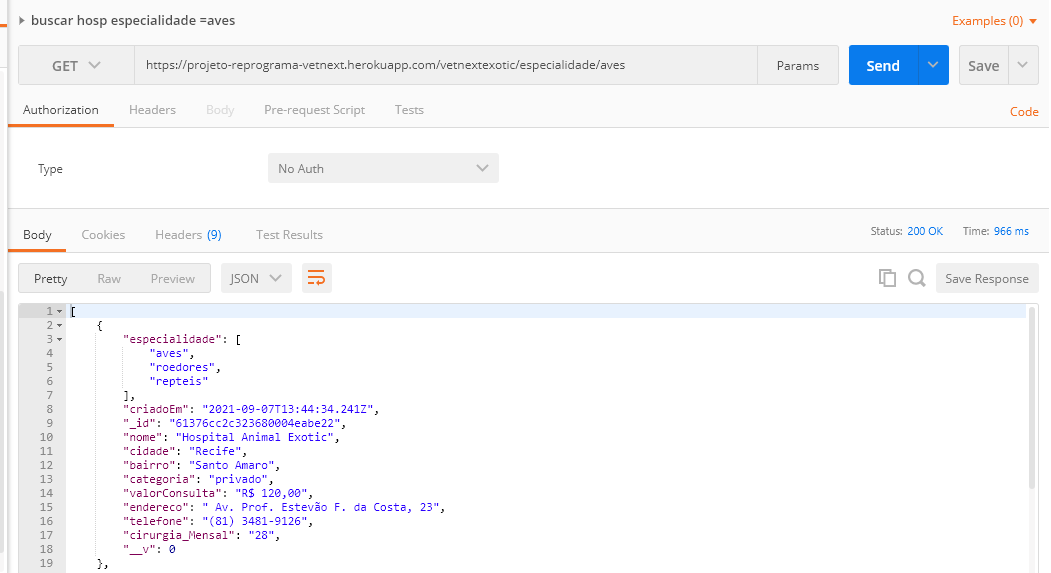 buscar hosp especialidade =aves
Examples (0)
GET
https://projeto-reprograma-vetnext.herokuapp.com/vetnextexotic/especialidade/aves
Params
Send
Save
Authorization
Headers
Body
Pre-request Script
Tests
Code
Type
No Auth
Body
Cookies
Headers (9)
Test Results
Status: 200 OK
Time: 966 ms
Pretty
Raw
Preview
JSON
Save Response
1 [
2 {
3 "especialidade": [
4 "aves",
5 "roedores",
6 "repteis"
7 ],
8 "criadoEm": "2021-09-07T13:44:34.241Z",
9 "_id": "61376cc2c323680004eabe22",
10 "nome": "Hospital Animal Exotic",
11 "cidade": "Recife",
12 "bairro": "Santo Amaro",
13 "categoria": "privado",
14 "valorConsulta": "R$ 120,00",
15 "endereco": " Av. Prof. Estevão F. da Costa, 23",
16 "telefone": "(81) 3481-9126",
17 "cirurgia_Mensal": "28",
18 "__v": 0
19 },